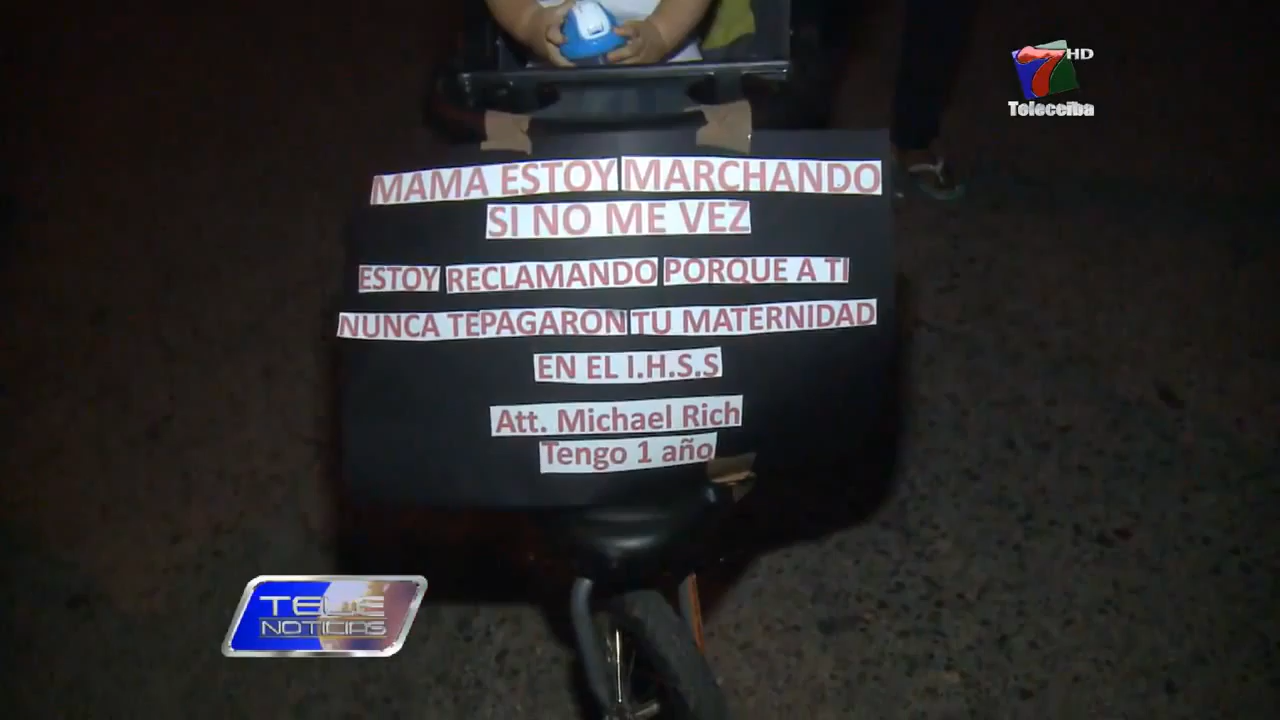 7 HD
Teleceiba
MAMA ESTOY MARCHANDO
SI NO ME VEZ
ESTOY RECLAMANDO PORQUE A TI
NUNCA TEPAGARON TU MATERNIDAD
EN EL I.H.S.S
Att. Michael Rich
Tengo 1 año
TELE
NOTICIAS